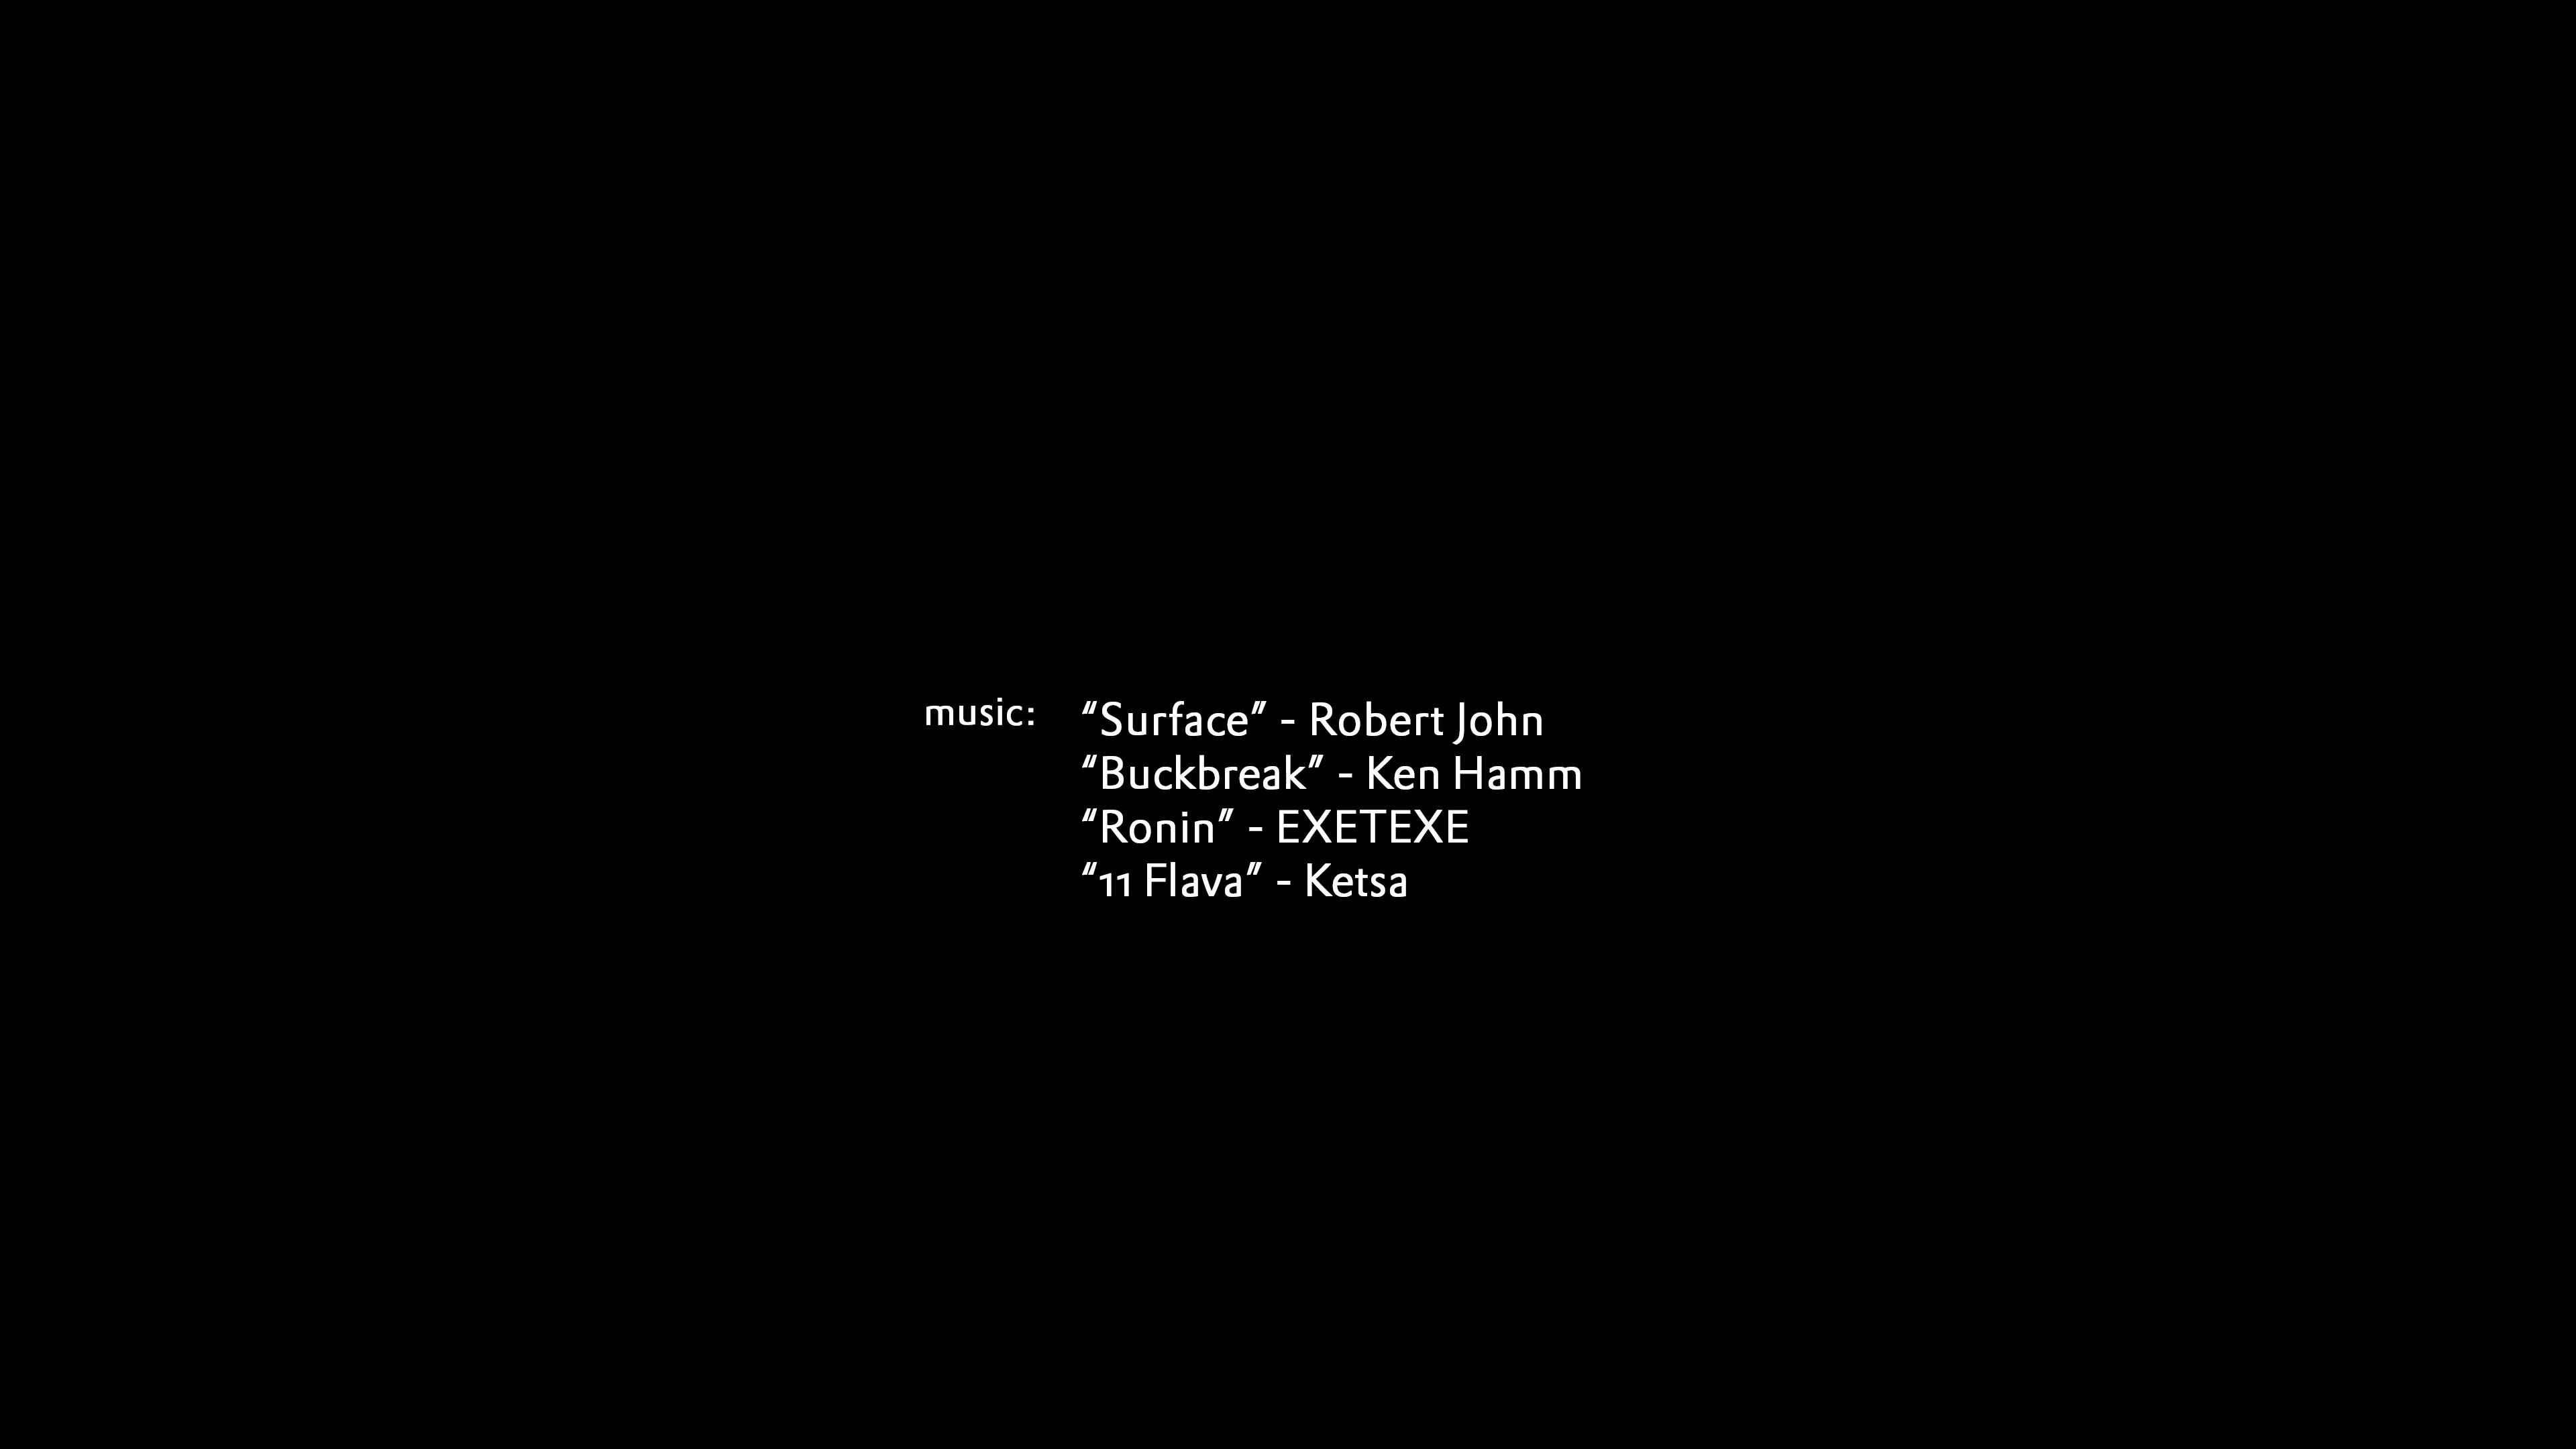 music: “Surface” - Robert John
“Buckbreak” - Ken Hamm
“Ronin” - EXETEXE
“11 Flava” - Ketsa